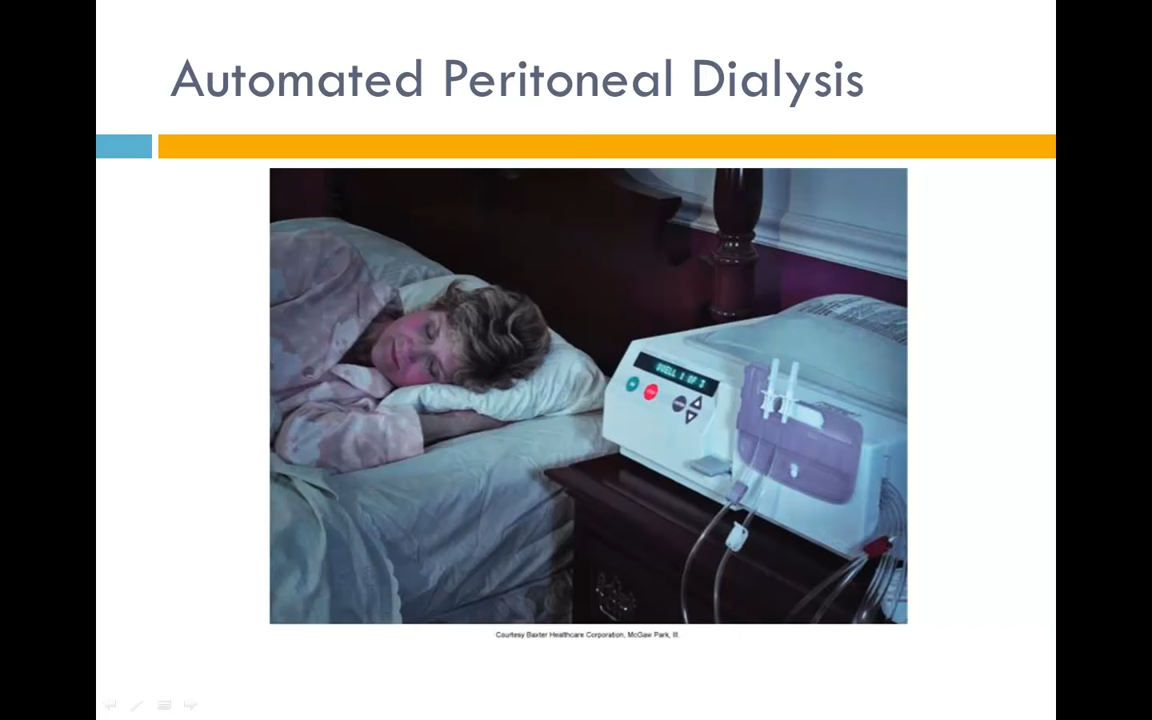 Automated Peritoneal Dialysis
DWELL 1 OF 3
Courtesy Baxter Healthcare Corporation, McGaw Park, Ill